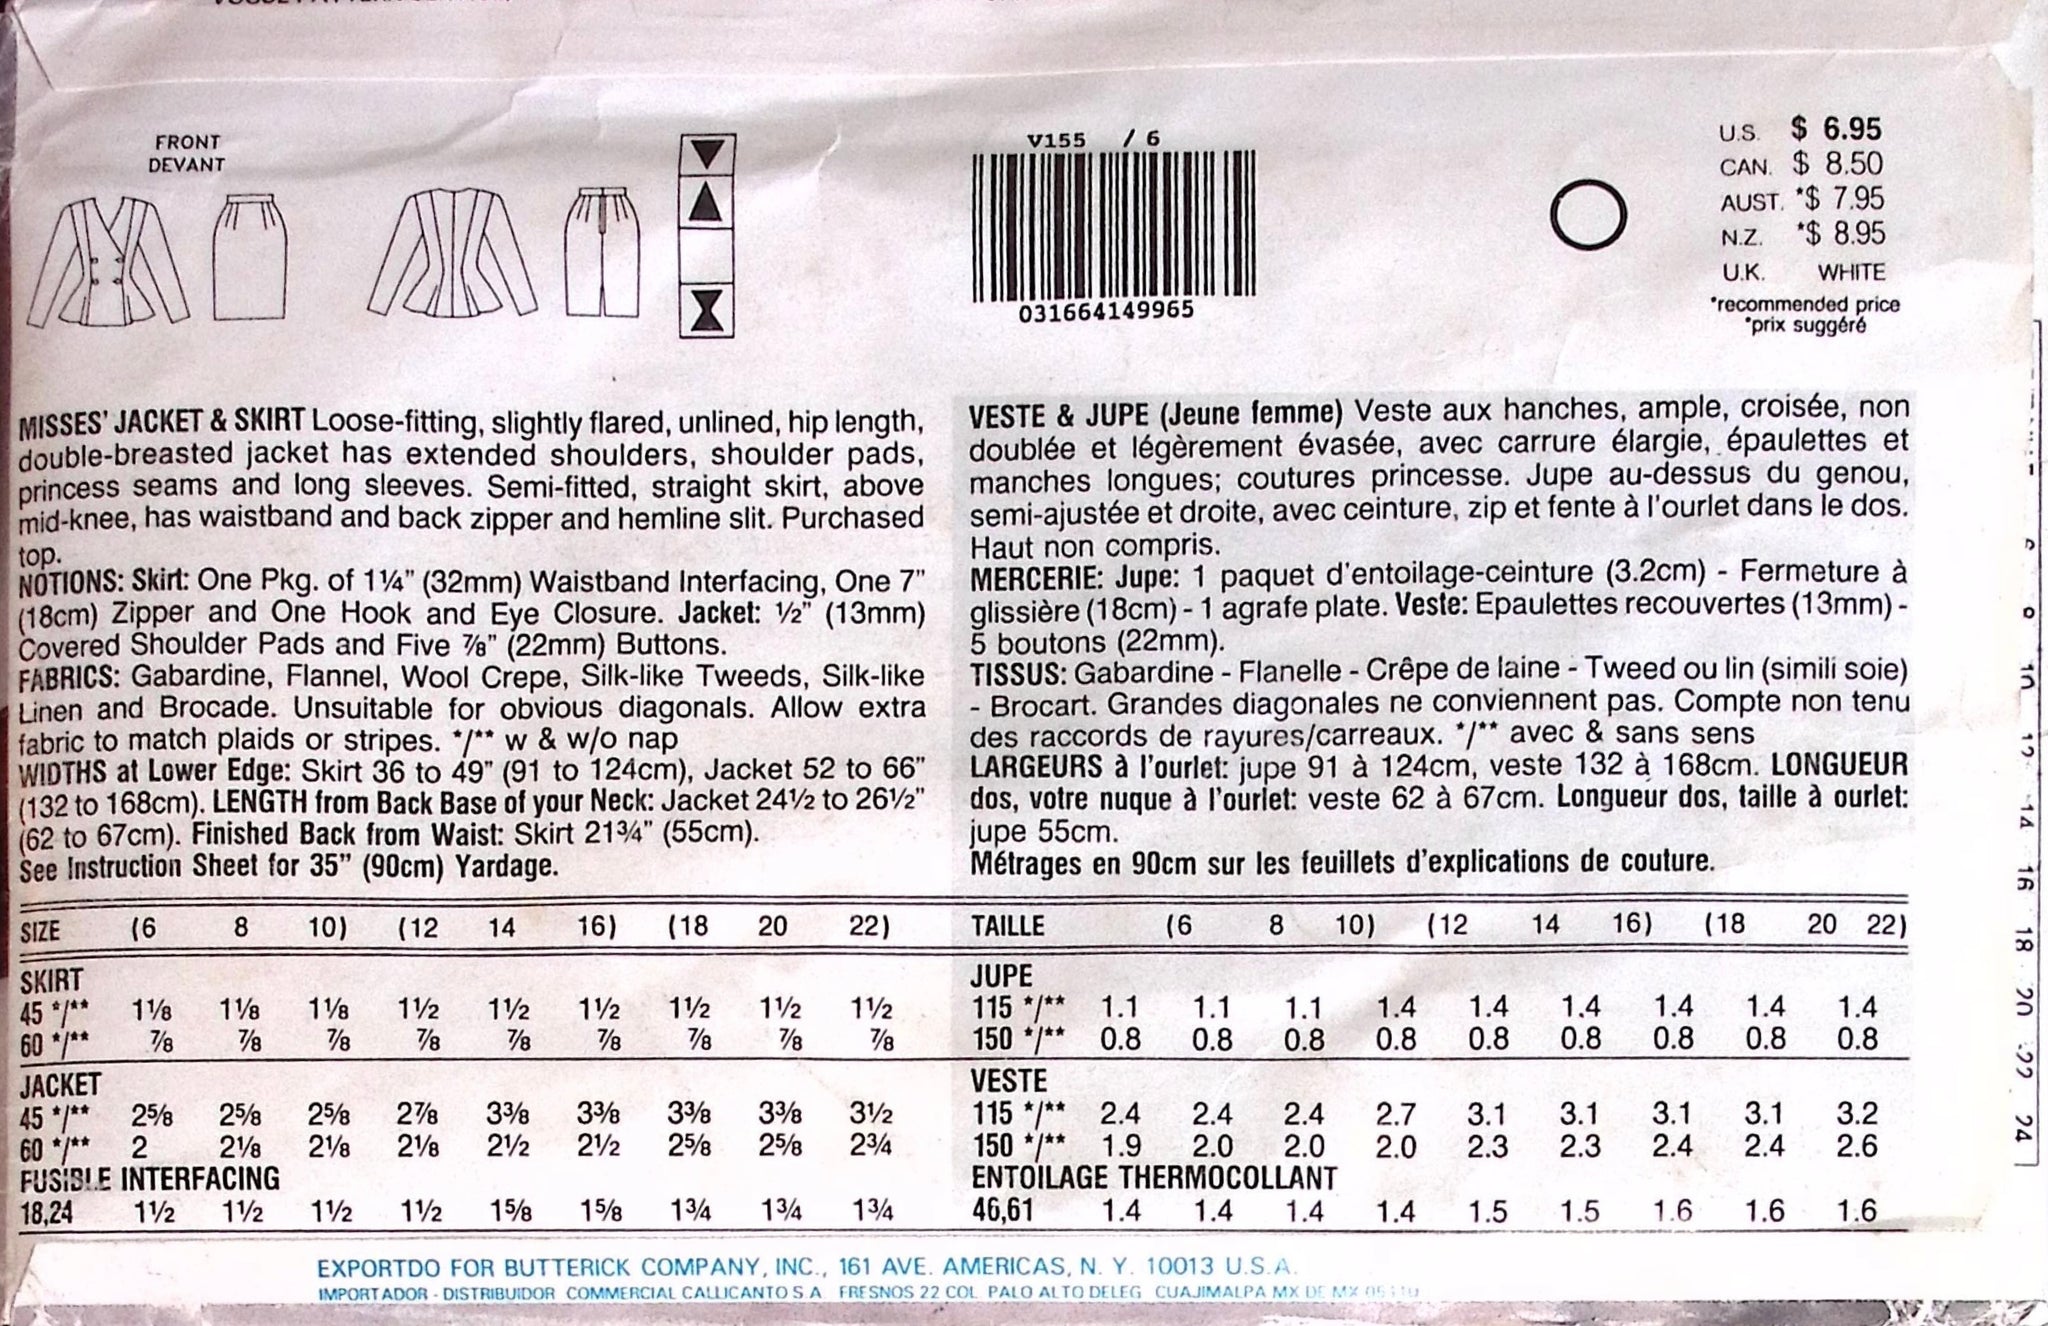 FRONT
DEVANT
V155 / 6
031664149965
U.S. $ 6.95
CAN. $ 8.50
AUST. *$ 7.95
N.Z. *$ 8.95
U.K. WHITE
*recommended price
*prix suggéré
MISSES' JACKET & SKIRT Loose-fitting, slightly flared, unlined, hip length,
double-breasted jacket has extended shoulders, shoulder pads,
princess seams and long sleeves. Semi-fitted, straight skirt, above
mid-knee, has waistband and back zipper and hemline slit. Purchased
top.
NOTIONS: Skirt: One Pkg. of 1¼" (32mm) Waistband Interfacing, One 7"
(18cm) Zipper and One Hook and Eye Closure. Jacket: ½" (13mm)
Covered Shoulder Pads and Five ⅞" (22mm) Buttons.
FABRICS: Gabardine, Flannel, Wool Crepe, Silk-like Tweeds, Silk-like
Linen and Brocade. Unsuitable for obvious diagonals. Allow extra
fabric to match plaids or stripes. */** w & w/o nap
WIDTHS at Lower Edge: Skirt 36 to 49" (91 to 124cm), Jacket 52 to 66"
(132 to 168cm). LENGTH from Back Base of your Neck: Jacket 24½ to 26½"
(62 to 67cm). Finished Back from Waist: Skirt 21¾" (55cm).
See Instruction Sheet for 35" (90cm) Yardage.
SIZE (6 8 10) (12 14 16) (18 20 22)
SKIRT
45 */** 1⅛ 1⅛ 1⅛ 1½ 1½ 1½ 1½ 1½ 1½
60 */** ⅞ ⅞ ⅞ ⅞ ⅞ ⅞ ⅞ ⅞ ⅞
JACKET
45 */** 2⅝ 2⅝ 2⅝ 2⅞ 3⅜ 3⅜ 3⅜ 3⅜ 3½
60 */** 2 2⅛ 2⅛ 2⅛ 2½ 2½ 2⅝ 2⅝ 2¾
FUSIBLE INTERFACING
18,24 1½ 1½ 1½ 1½ 1⅝ 1⅝ 1¾ 1¾ 1¾
VESTE & JUPE (Jeune femme) Veste aux hanches, ample, croisée, non
doublée et légèrement évasée, avec carrure élargie, épaulettes et
manches longues; coutures princesse. Jupe au-dessus du genou,
semi-ajustée et droite, avec ceinture, zip et fente à l'ourlet dans le dos.
Haut non compris.
MERCERIE: Jupe: 1 paquet d'entoilage-ceinture (3.2cm) - Fermeture à
glissière (18cm) - 1 agrafe plate. Veste: Epaulettes recouvertes (13mm) -
5 boutons (22mm).
TISSUS: Gabardine - Flanelle - Crêpe de laine - Tweed ou lin (simili soie)
- Brocart. Grandes diagonales ne conviennent pas. Compte non tenu
des raccords de rayures/carreaux. */** avec & sans sens
LARGEURS à l'ourlet: jupe 91 à 124cm, veste 132 à 168cm. LONGUEUR
dos, votre nuque à l'ourlet: veste 62 à 67cm. Longueur dos, taille à ourlet:
jupe 55cm.
Métrages en 90cm sur les feuillets d'explications de couture.
TAILLE (6 8 10) (12 14 16) (18 20 22)
JUPE
115 */** 1.1 1.1 1.1 1.4 1.4 1.4 1.4 1.4 1.4
150 */** 0.8 0.8 0.8 0.8 0.8 0.8 0.8 0.8 0.8
VESTE
115 */** 2.4 2.4 2.4 2.7 3.1 3.1 3.1 3.1 3.2
150 */** 1.9 2.0 2.0 2.0 2.3 2.3 2.4 2.4 2.6
ENTOILAGE THERMOCOLLANT
46,61 1.4 1.4 1.4 1.4 1.5 1.5 1.6 1.6 1.6
EXPORTDO FOR BUTTERICK COMPANY, INC., 161 AVE. AMERICAS, N. Y. 10013 U.S.A.
IMPORTADOR - DISTRIBUIDOR COMMERCIAL CALLICANTO S A FRESNOS 22 COL PALO ALTO DELEG CUAJIMALPA MX DE MX
8 10 12 14 16 18 20 22 24